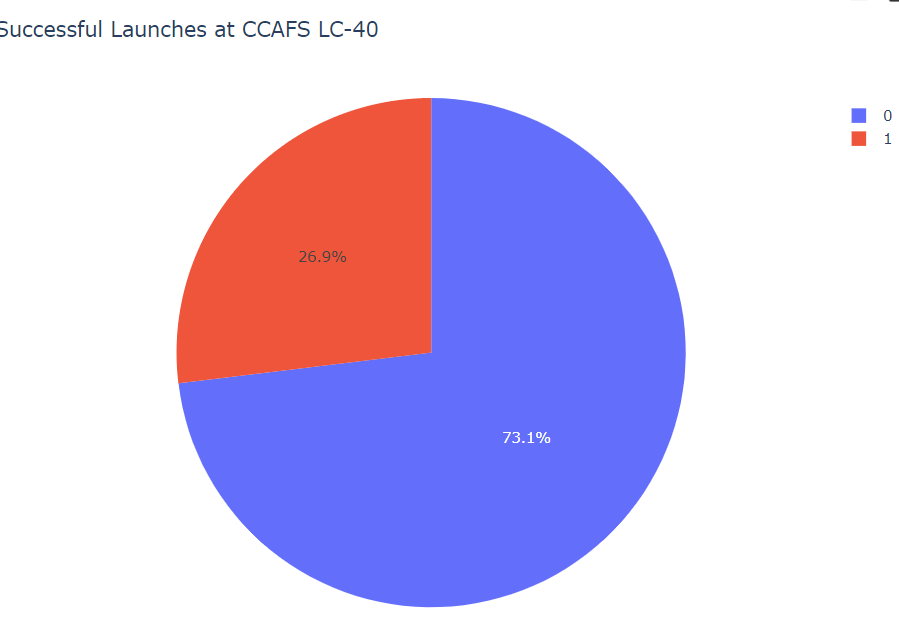 Successful Launches at CCAFS LC-40
0
1
26.9%
73.1%